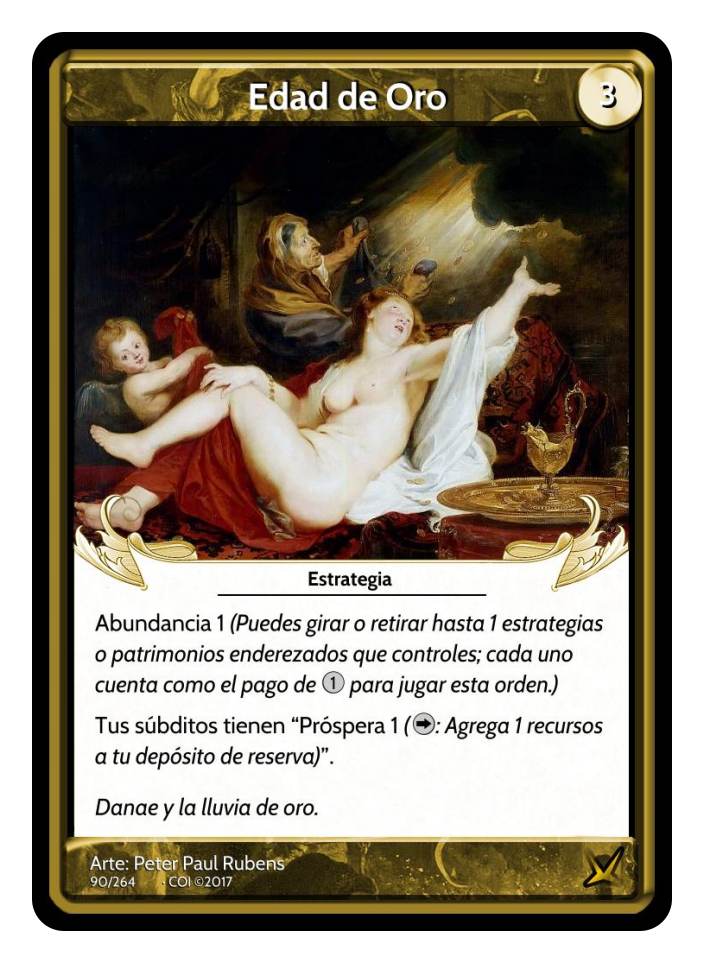 Edad de Oro 3
Estrategia
Abundancia 1 (Puedes girar o retirar hasta 1 estrategias
o patrimonios enderezados que controles; cada uno
cuenta como el pago de 1 para jugar esta orden.)
Tus súbditos tienen “Próspera 1 (➡: Agrega 1 recursos
a tu depósito de reserva)”.
Danae y la lluvia de oro.
Arte: Peter Paul Rubens
90/264 · COI ©2017